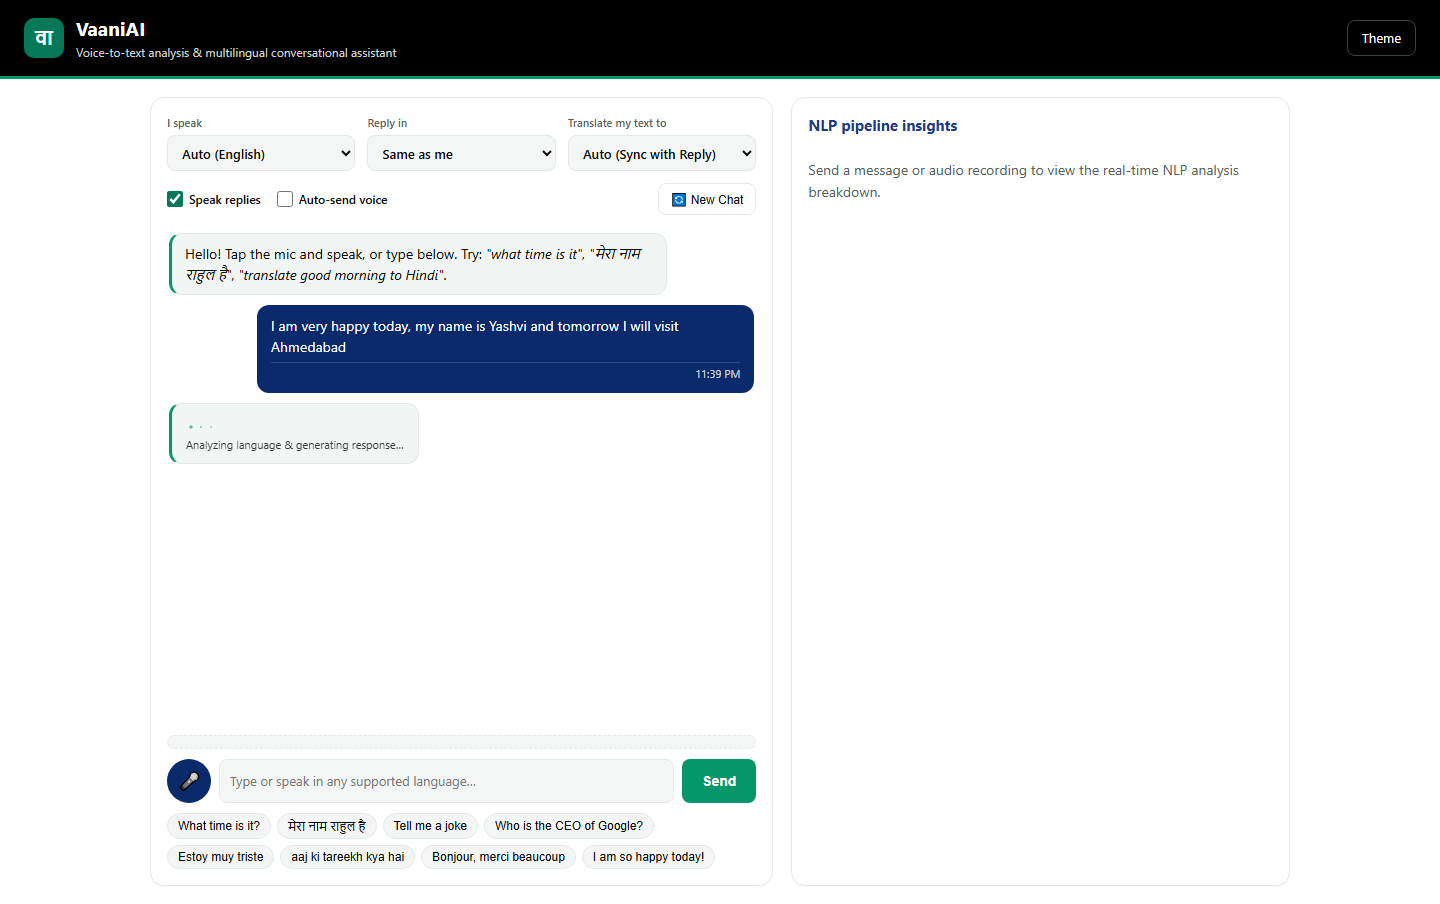 वा
VaaniAI
Voice-to-text analysis & multilingual conversational assistant
Theme
I speak
Reply in
Translate my text to
Auto (English)
Same as me
Auto (Sync with Reply)
Speak replies
Auto-send voice
New Chat
Hello! Tap the mic and speak, or type below. Try: "what time is it", "मेरा नाम
राहुल है", "translate good morning to Hindi".
I am very happy today, my name is Yashvi and tomorrow I will visit
Ahmedabad
11:39 PM
Analyzing language & generating response...
Type or speak in any supported language...
Send
What time is it?
मेरा नाम राहुल है
Tell me a joke
Who is the CEO of Google?
Estoy muy triste
aaj ki tareekh kya hai
Bonjour, merci beaucoup
I am so happy today!
NLP pipeline insights
Send a message or audio recording to view the real-time NLP analysis
breakdown.